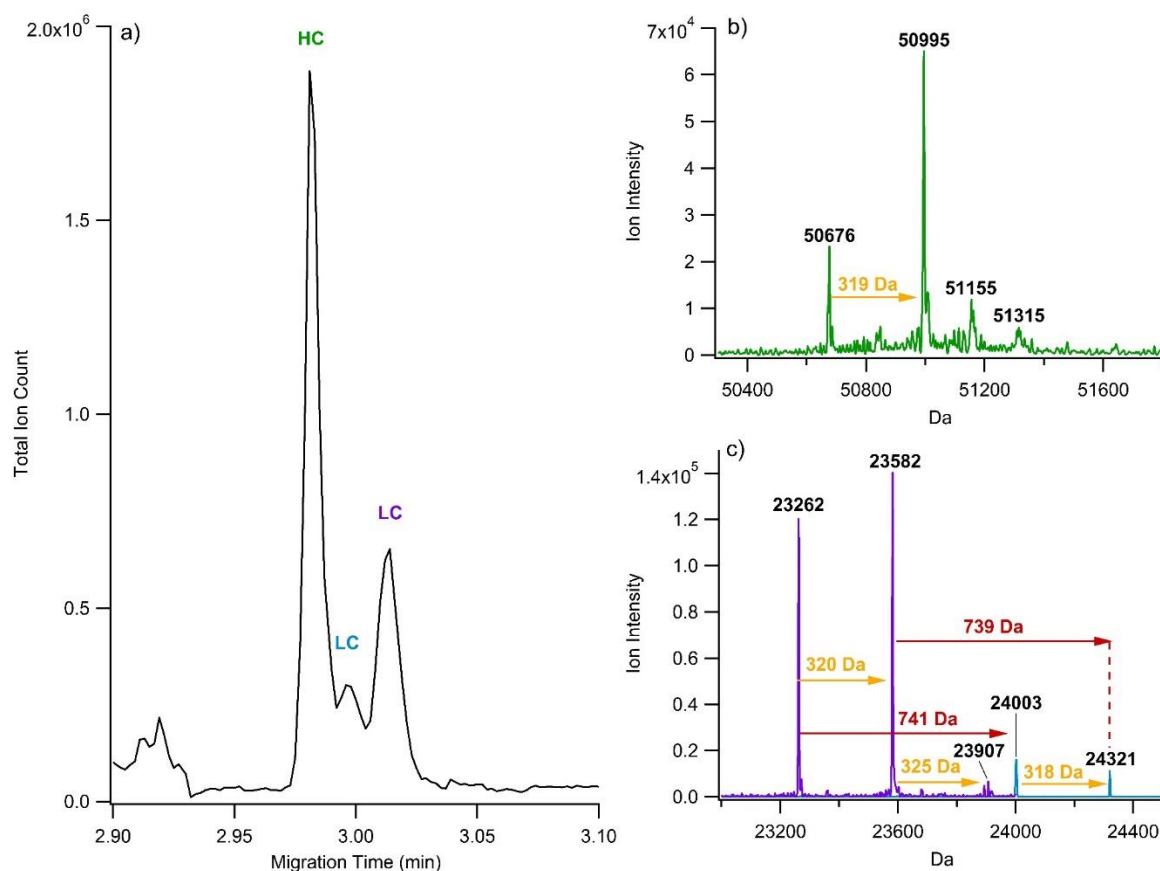 a)
2.0x10⁶
1.5
1.0
0.5
0.0
Total Ion Count
HC
LC
LC
2.90
2.95
3.00
3.05
3.10
Migration Time (min)
b)
7x10⁴
6
5
4
3
2
1
0
Ion Intensity
50995
50676
319 Da
51155
51315
50400
50800
51200
51600
Da
c)
1.4x10⁵
1.2
1.0
0.8
0.6
0.4
0.2
0.0
Ion Intensity
23582
23262
739 Da
320 Da
741 Da
24003
23907
24321
325 Da
318 Da
23200
23600
24000
24400
Da